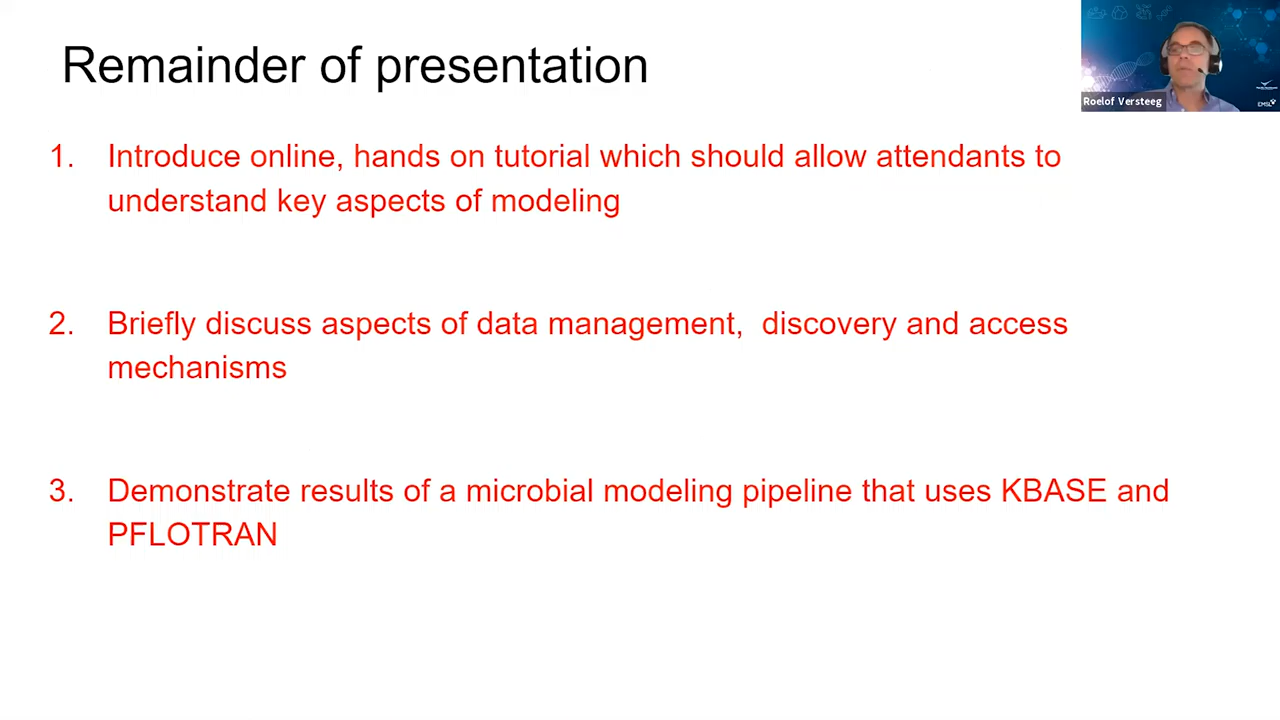 Remainder of presentation
Roelof Versteeg
EMSL
1. Introduce online, hands on tutorial which should allow attendants to
understand key aspects of modeling
2. Briefly discuss aspects of data management,  discovery and access
mechanisms
3. Demonstrate results of a microbial modeling pipeline that uses KBASE and
PFLOTRAN